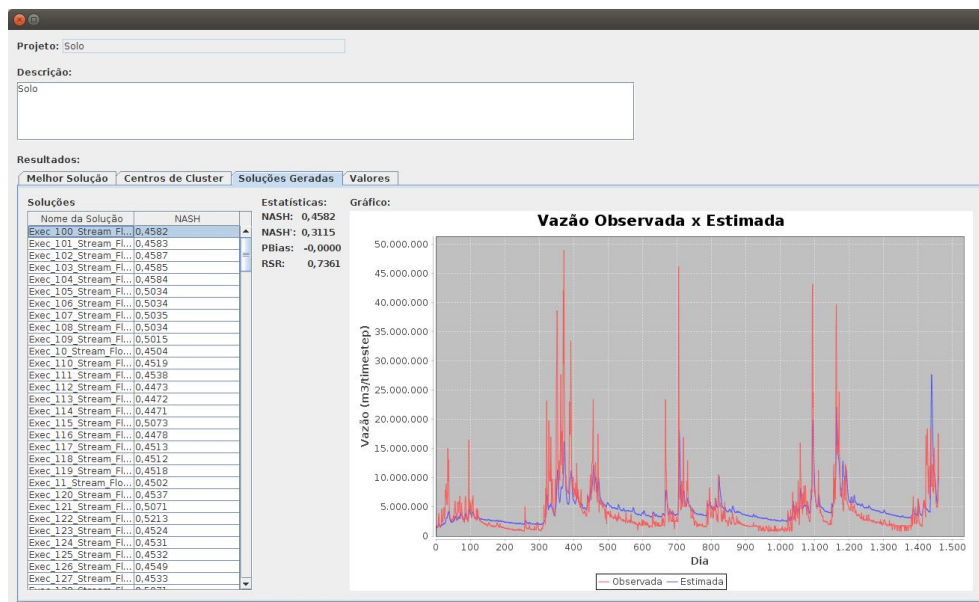 Projeto: Solo
Descrição:
Solo
Resultados:
Melhor Solução Centros de Cluster Soluções Geradas Valores
Soluções
Nome da Solução NASH
Exec_100_Stream_Fl... 0,4582
Exec_101_Stream_Fl... 0,4583
Exec_102_Stream_Fl... 0,4587
Exec_103_Stream_Fl... 0,4585
Exec_104_Stream_Fl... 0,4584
Exec_105_Stream_Fl... 0,5034
Exec_106_Stream_Fl... 0,5034
Exec_107_Stream_Fl... 0,5035
Exec_108_Stream_Fl... 0,5034
Exec_109_Stream_Fl... 0,5015
Exec_10_Stream_Flo... 0,4504
Exec_110_Stream_Fl... 0,4519
Exec_111_Stream_Fl... 0,4538
Exec_112_Stream_Fl... 0,4473
Exec_113_Stream_Fl... 0,4472
Exec_114_Stream_Fl... 0,4471
Exec_115_Stream_Fl... 0,5073
Exec_116_Stream_Fl... 0,4478
Exec_117_Stream_Fl... 0,4513
Exec_118_Stream_Fl... 0,4512
Exec_119_Stream_Fl... 0,4518
Exec_11_Stream_Flo... 0,4502
Exec_120_Stream_Fl... 0,4537
Exec_121_Stream_Fl... 0,5071
Exec_122_Stream_Fl... 0,5213
Exec_123_Stream_Fl... 0,4524
Exec_124_Stream_Fl... 0,4531
Exec_125_Stream_Fl... 0,4532
Exec_126_Stream_Fl... 0,4549
Exec_127_Stream_Fl... 0,4533
Estatísticas:
NASH: 0,4582
NASH': 0,3115
PBias: -0,0000
RSR: 0,7361
Gráfico:
Vazão Observada x Estimada
Vazão (m3/timestep)
50.000.000
45.000.000
40.000.000
35.000.000
30.000.000
25.000.000
20.000.000
15.000.000
10.000.000
5.000.000
0
0 100 200 300 400 500 600 700 800 900 1.000 1.100 1.200 1.300 1.400 1.500
Dia
Observada Estimada